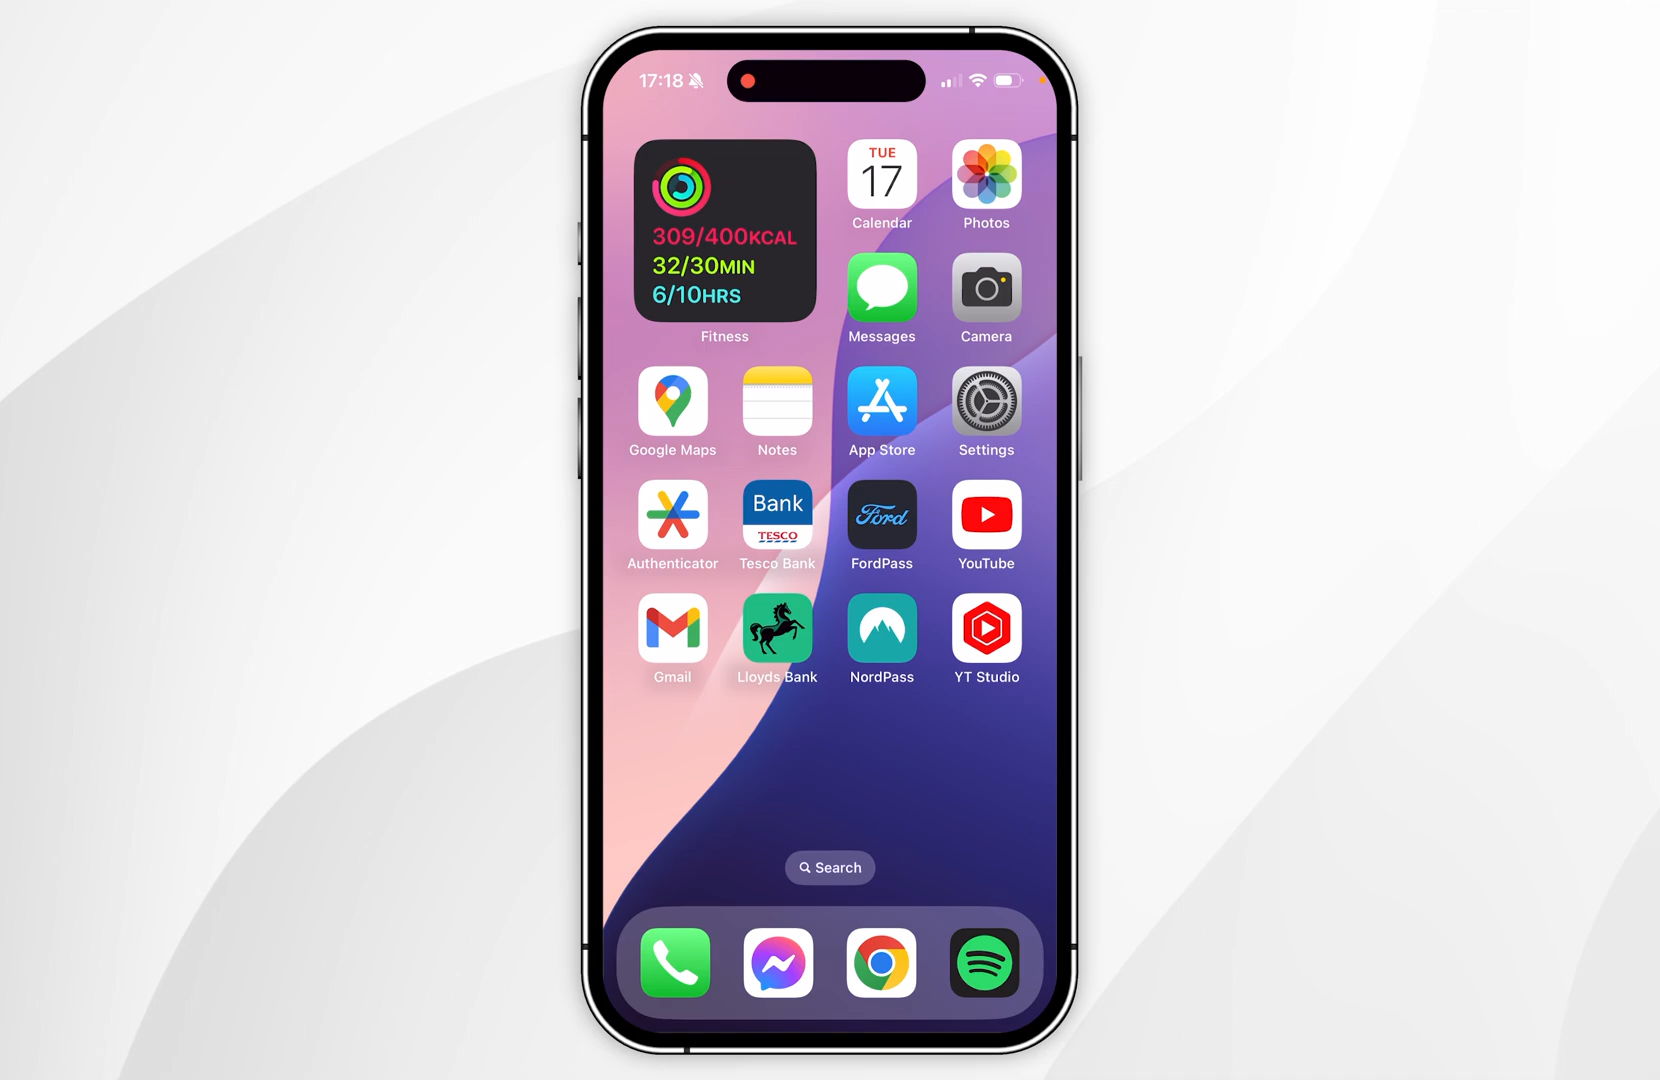 17:18
309/400KCAL
32/30MIN
6/10HRS
Fitness
TUE
17
Calendar
Photos
Messages
Camera
Google Maps
Notes
App Store
Settings
Authenticator
Bank
TESCO
Tesco Bank
Ford
FordPass
YouTube
Gmail
Lloyds Bank
NordPass
YT Studio
Search